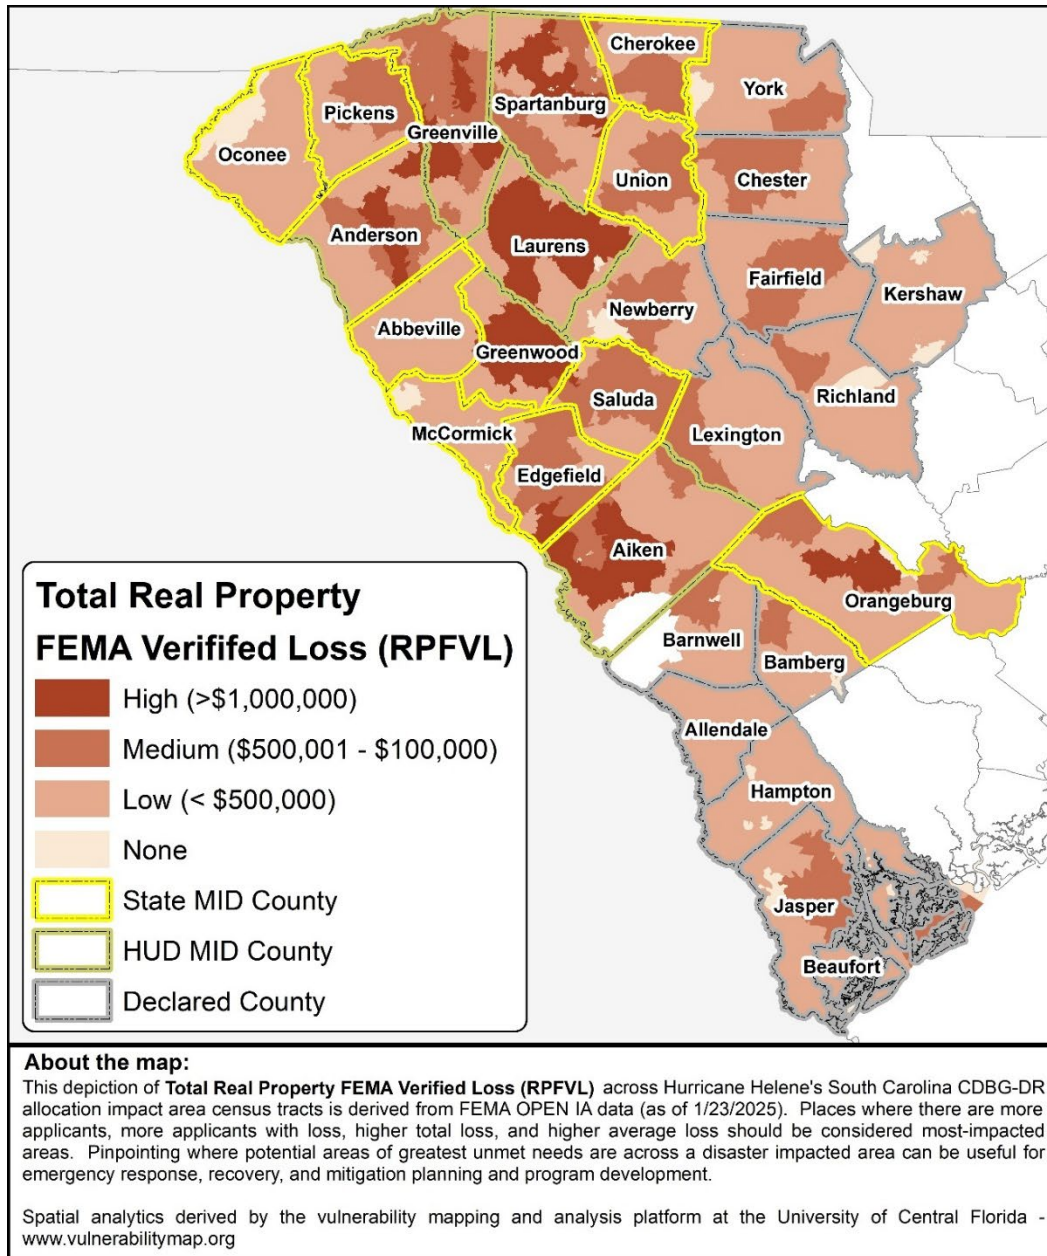 Cherokee
York
Spartanburg
Pickens
Greenville
Oconee
Union
Chester
Anderson
Laurens
Fairfield
Kershaw
Newberry
Abbeville
Greenwood
Richland
Saluda
McCormick
Lexington
Edgefield
Aiken
Orangeburg
Barnwell
Bamberg
Allendale
Hampton
Jasper
Beaufort
Total Real Property
FEMA Verififed Loss (RPFVL)
High (>$1,000,000)
Medium ($500,001 - $100,000)
Low (< $500,000)
None
State MID County
HUD MID County
Declared County
About the map:
This depiction of Total Real Property FEMA Verified Loss (RPFVL) across Hurricane Helene's South Carolina CDBG-DR
allocation impact area census tracts is derived from FEMA OPEN IA data (as of 1/23/2025). Places where there are more
applicants, more applicants with loss, higher total loss, and higher average loss should be considered most-impacted
areas. Pinpointing where potential areas of greatest unmet needs are across a disaster impacted area can be useful for
emergency response, recovery, and mitigation planning and program development.
Spatial analytics derived by the vulnerability mapping and analysis platform at the University of Central Florida -
www.vulnerabilitymap.org